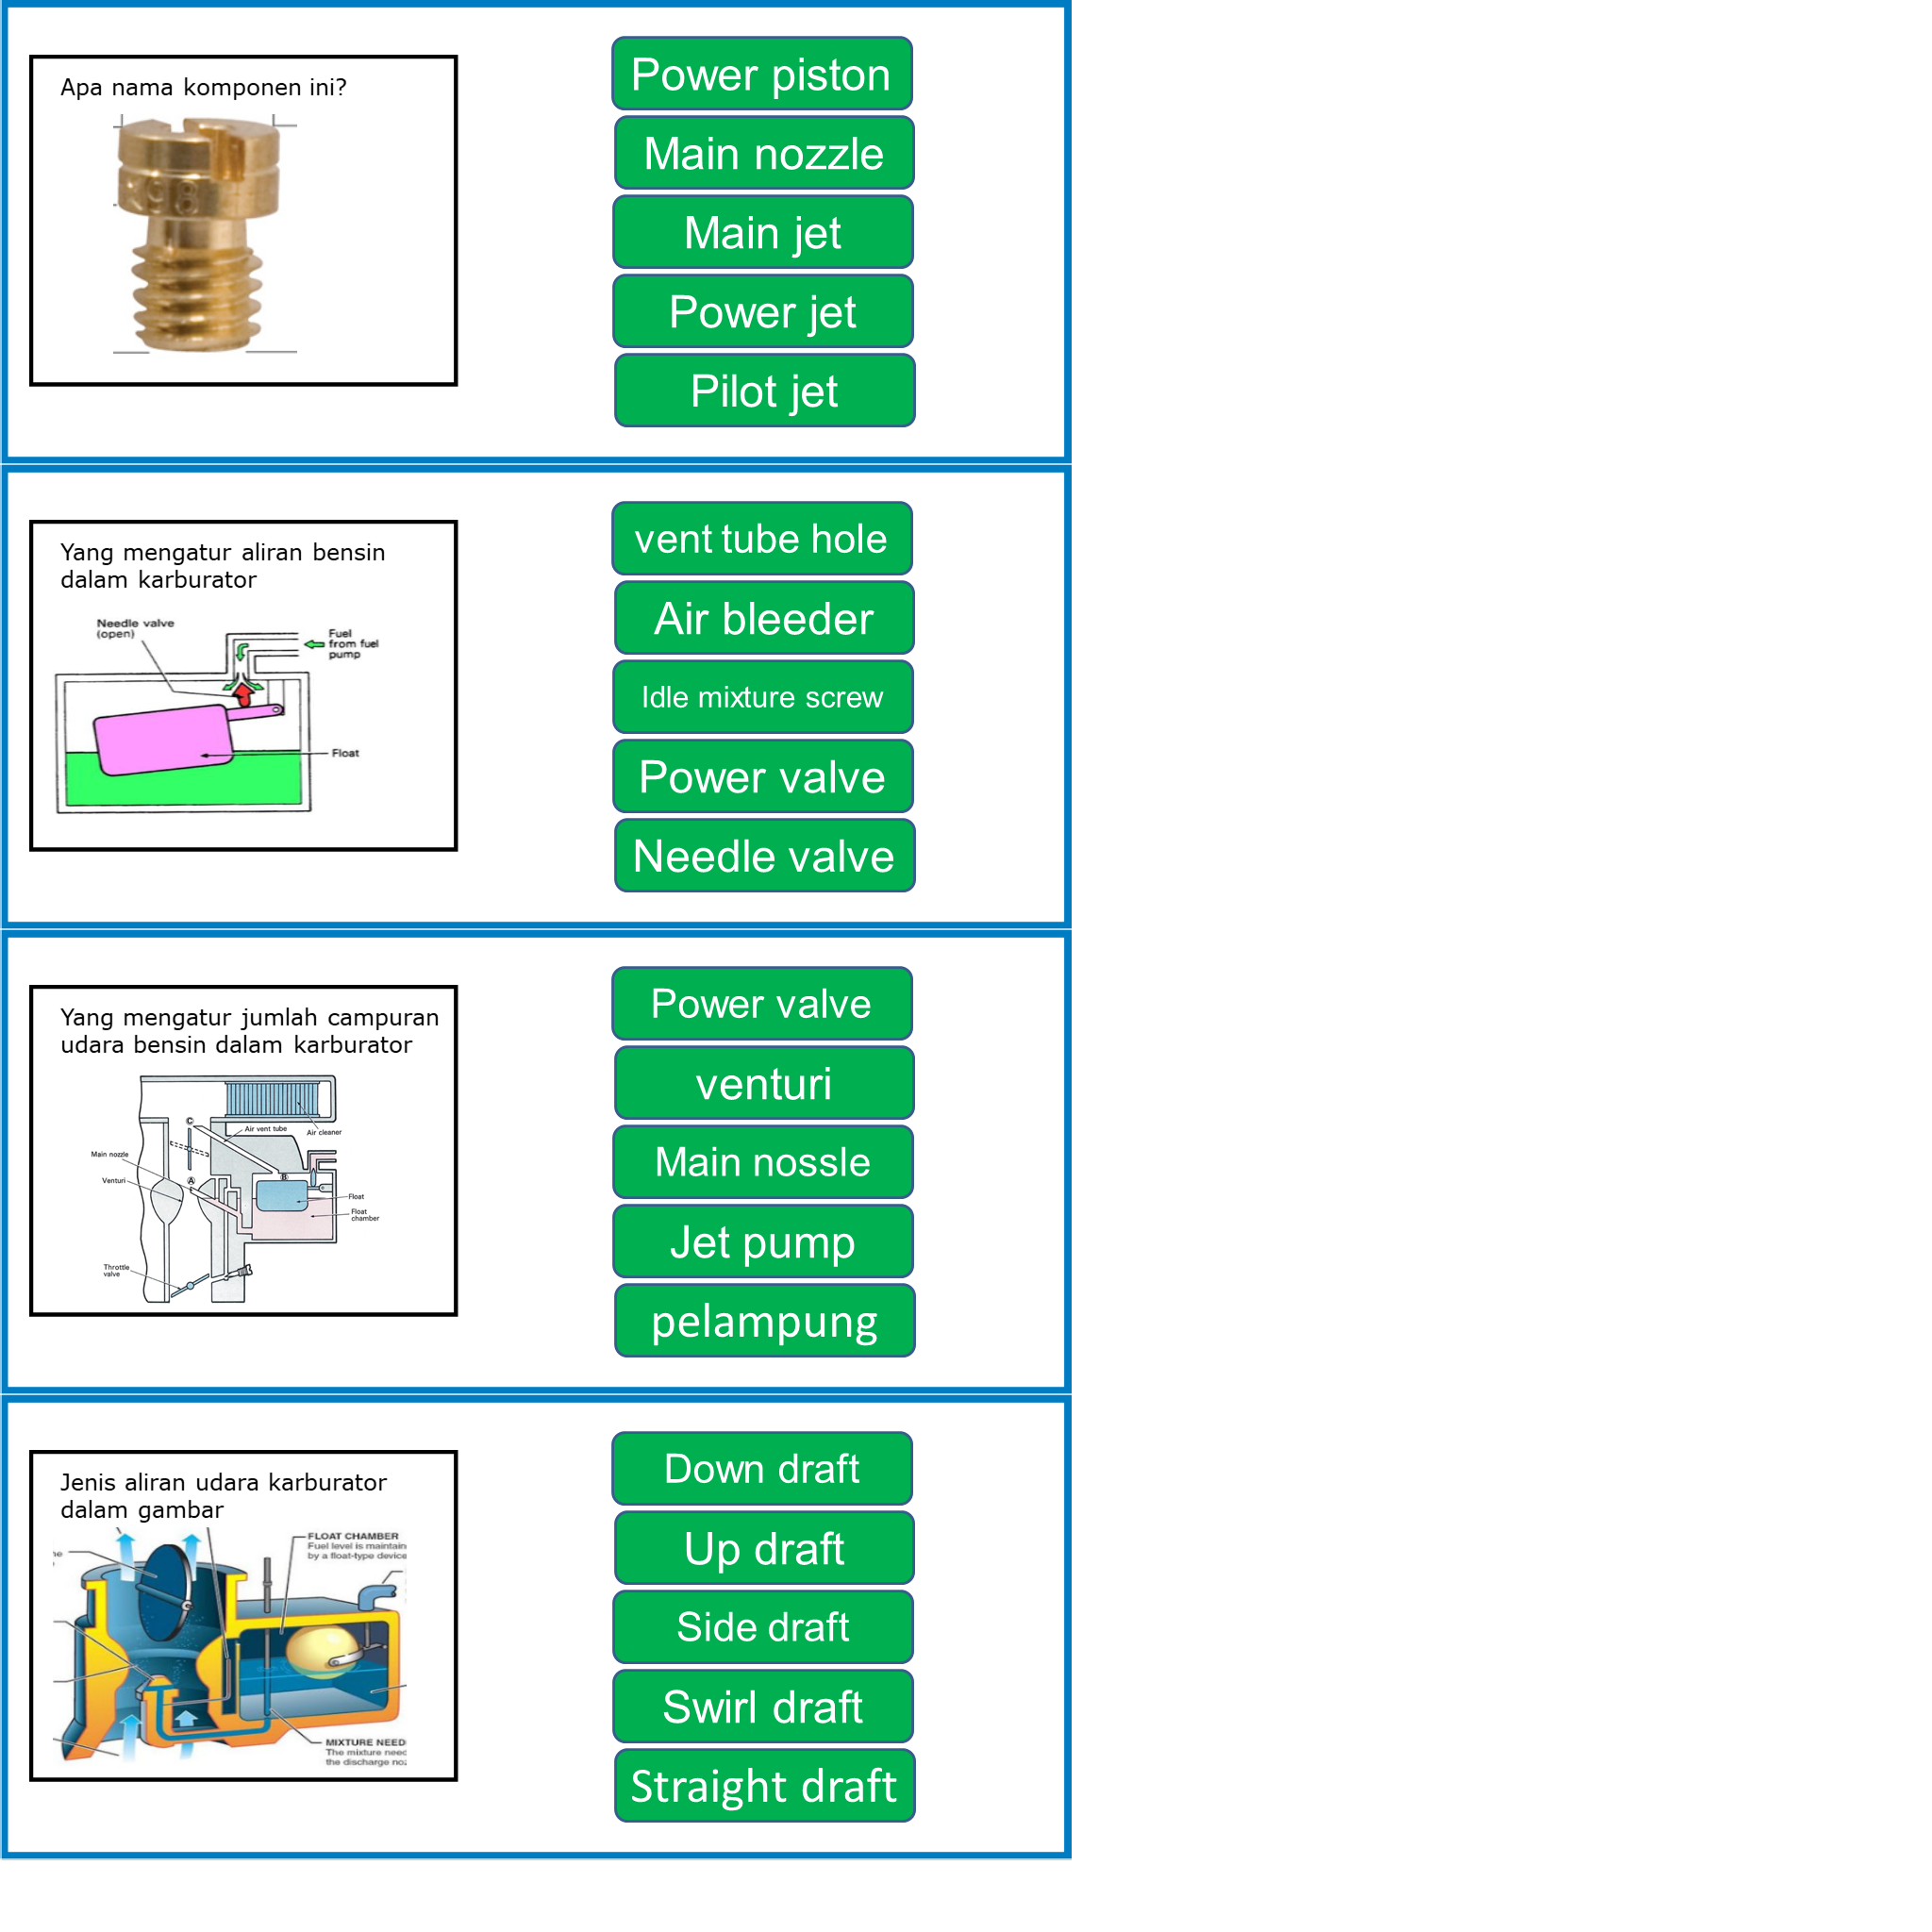 Apa nama komponen ini?
Power piston
Main nozzle
Main jet
Power jet
Pilot jet
Yang mengatur aliran bensin
dalam karburator
Needle valve
(open)
Fuel
from fuel
pump
Float
vent tube hole
Air bleeder
Idle mixture screw
Power valve
Needle valve
Yang mengatur jumlah campuran
udara bensin dalam karburator
C
Air vent tube
Air cleaner
Main nozzle
Venturi
A
B
Float
Float
chamber
Throttle
valve
Power valve
venturi
Main nossle
Jet pump
pelampung
Jenis aliran udara karburator
dalam gambar
FLOAT CHAMBER
Fuel level is maintain
by a float-type device
MIXTURE NEED
The mixture need
the discharge noz
Down draft
Up draft
Side draft
Swirl draft
Straight draft